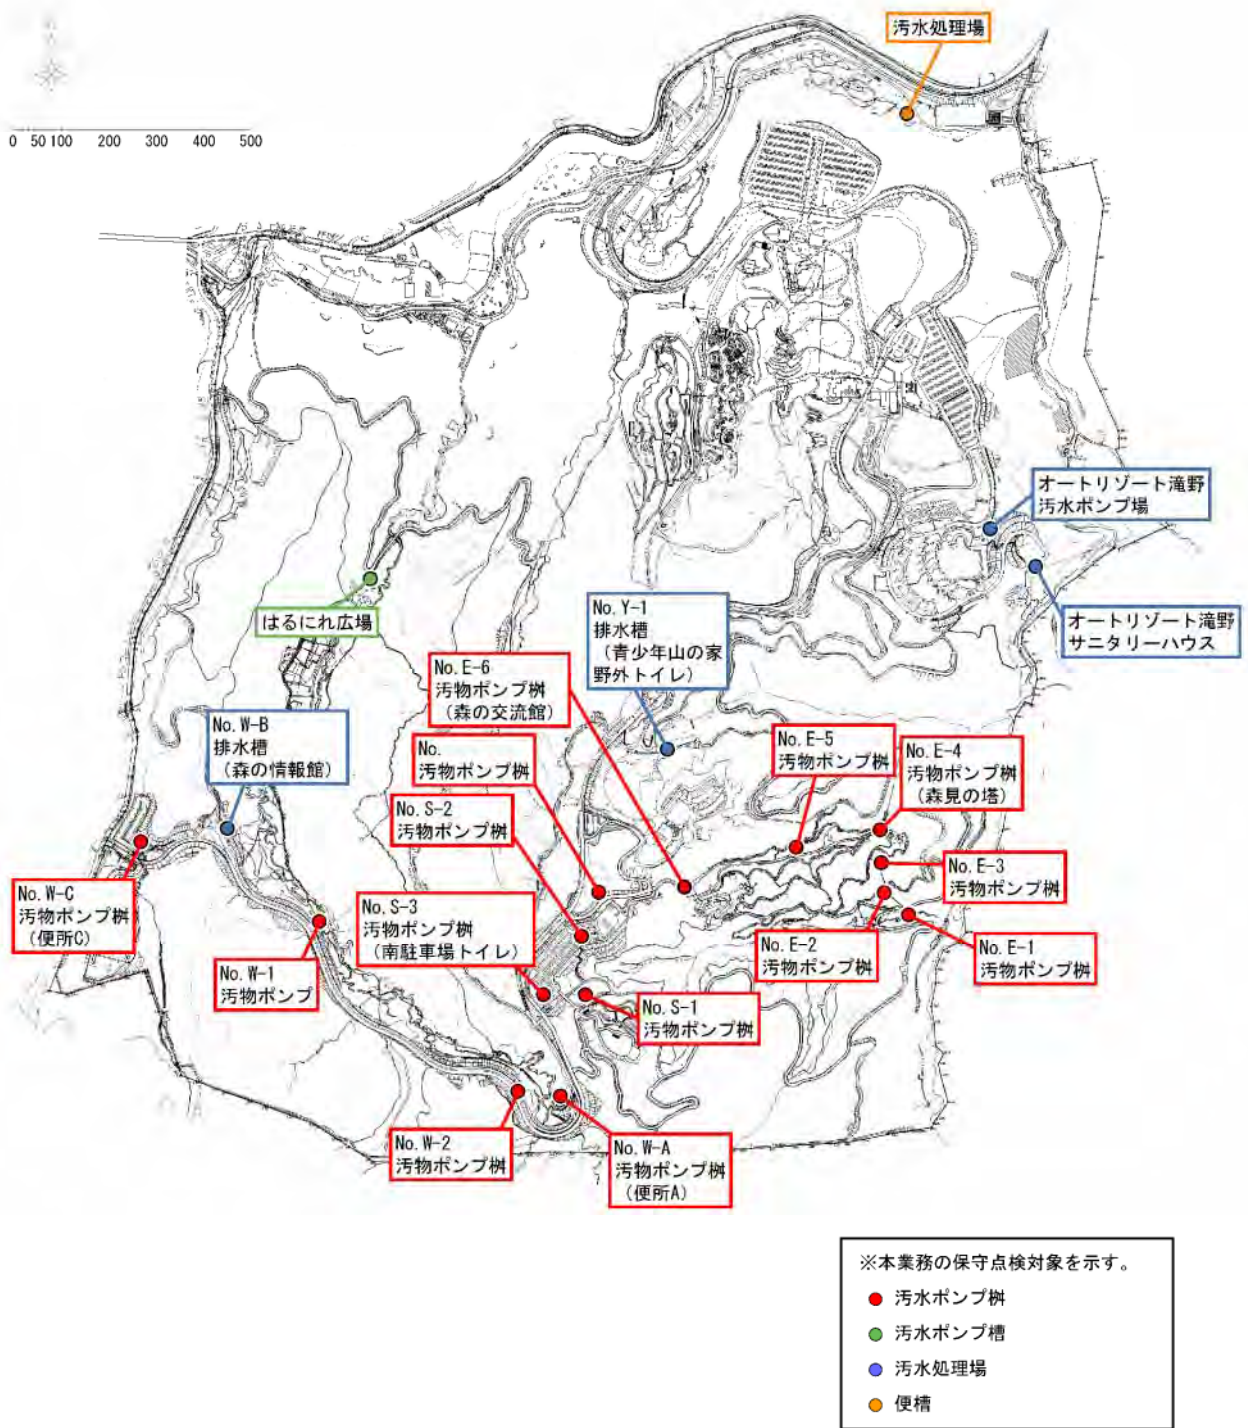 汚水処理場
0 50 100 200 300 400 500
オートリゾート滝野
汚水ポンプ場
オートリゾート滝野
サニタリーハウス
はるにれ広場
No.Y-1
排水槽
（青少年山の家
野外トイレ）
No.E-6
汚物ポンプ桝
（森の交流館）
No.W-B
排水槽
（森の情報館）
No.
汚物ポンプ桝
No.E-5
汚物ポンプ桝
No.E-4
汚物ポンプ桝
（森見の塔）
No.S-2
汚物ポンプ桝
No.E-3
汚物ポンプ桝
No.W-C
汚物ポンプ桝
（便所C）
No.S-3
汚物ポンプ桝
（南駐車場トイレ）
No.E-2
汚物ポンプ桝
No.E-1
汚物ポンプ桝
No.W-1
汚物ポンプ
No.S-1
汚物ポンプ桝
No.W-2
汚物ポンプ桝
No.W-A
汚物ポンプ桝
（便所A）
※本業務の保守点検対象を示す。
汚水ポンプ桝
汚水ポンプ槽
汚水処理場
便槽